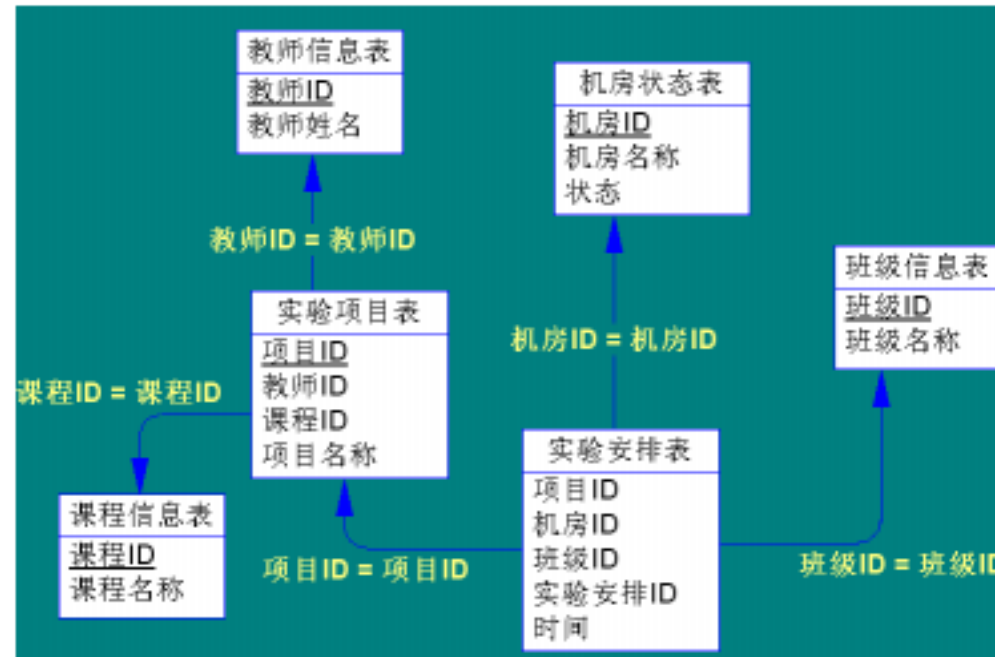 教师信息表
教师ID
教师姓名
机房状态表
机房ID
机房名称
状态
教师ID = 教师ID
班级信息表
班级ID
班级名称
实验项目表
项目ID
教师ID
课程ID
项目名称
机房ID = 机房ID
课程ID = 课程ID
实验安排表
项目ID
机房ID
班级ID
实验安排ID
时间
课程信息表
课程ID
课程名称
项目ID = 项目ID
班级ID = 班级ID